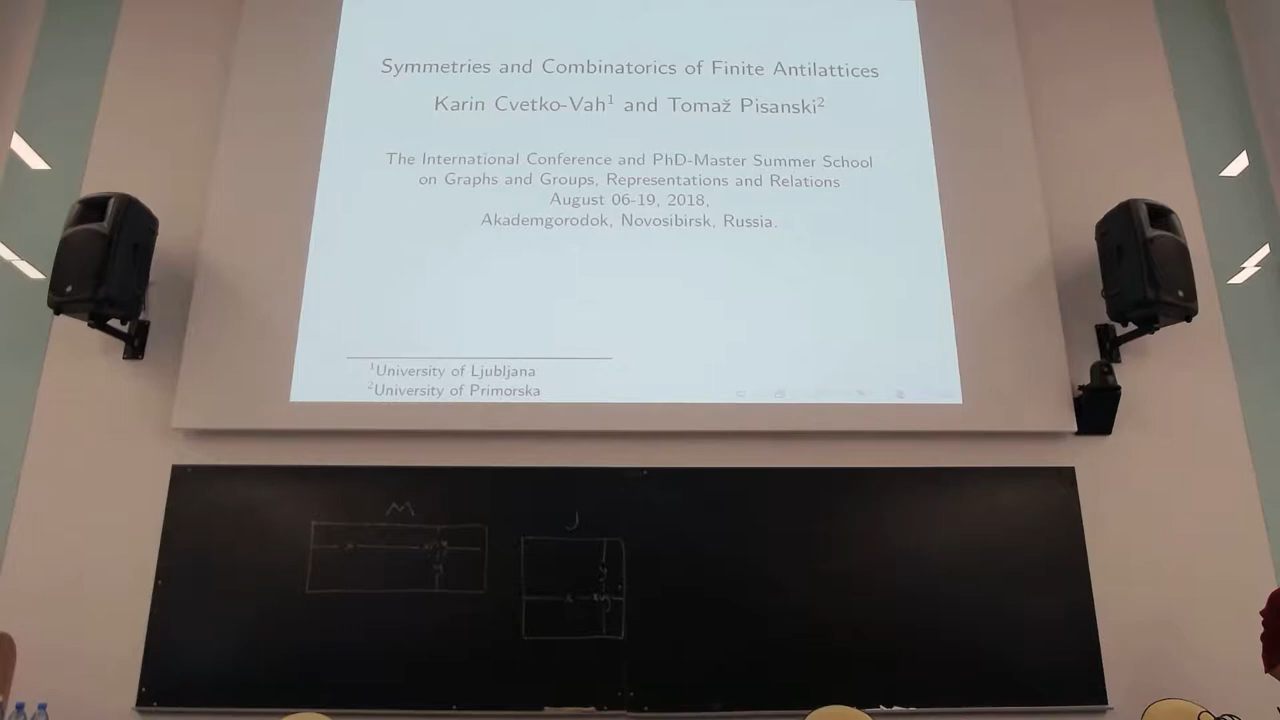 Symmetries and Combinatorics of Finite Antilattices
Karin Cvetko-Vah¹ and Tomaž Pisanski²
The International Conference and PhD-Master Summer School
on Graphs and Groups, Representations and Relations
August 06-19, 2018,
Akademgorodok, Novosibirsk, Russia.
¹University of Ljubljana
²University of Primorska
M
J